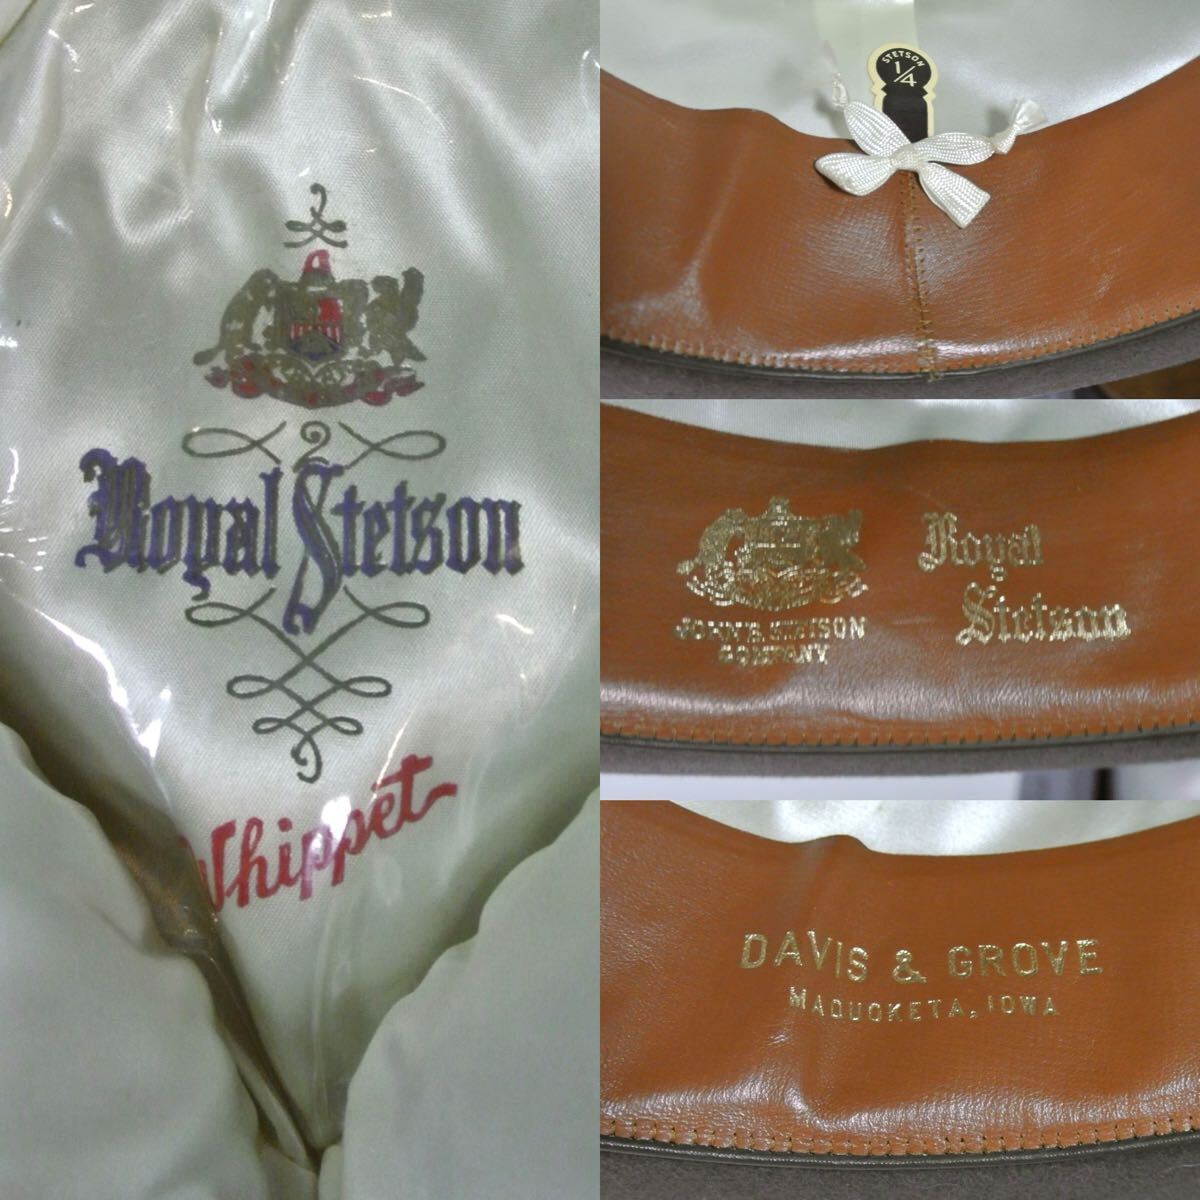 Royal Stetson
Whippet
STETSON
1/4
JOHN B. STETSON
COMPANY
Royal
Stetson
DAVIS & GROVE
MAQUOKETA, IOWA